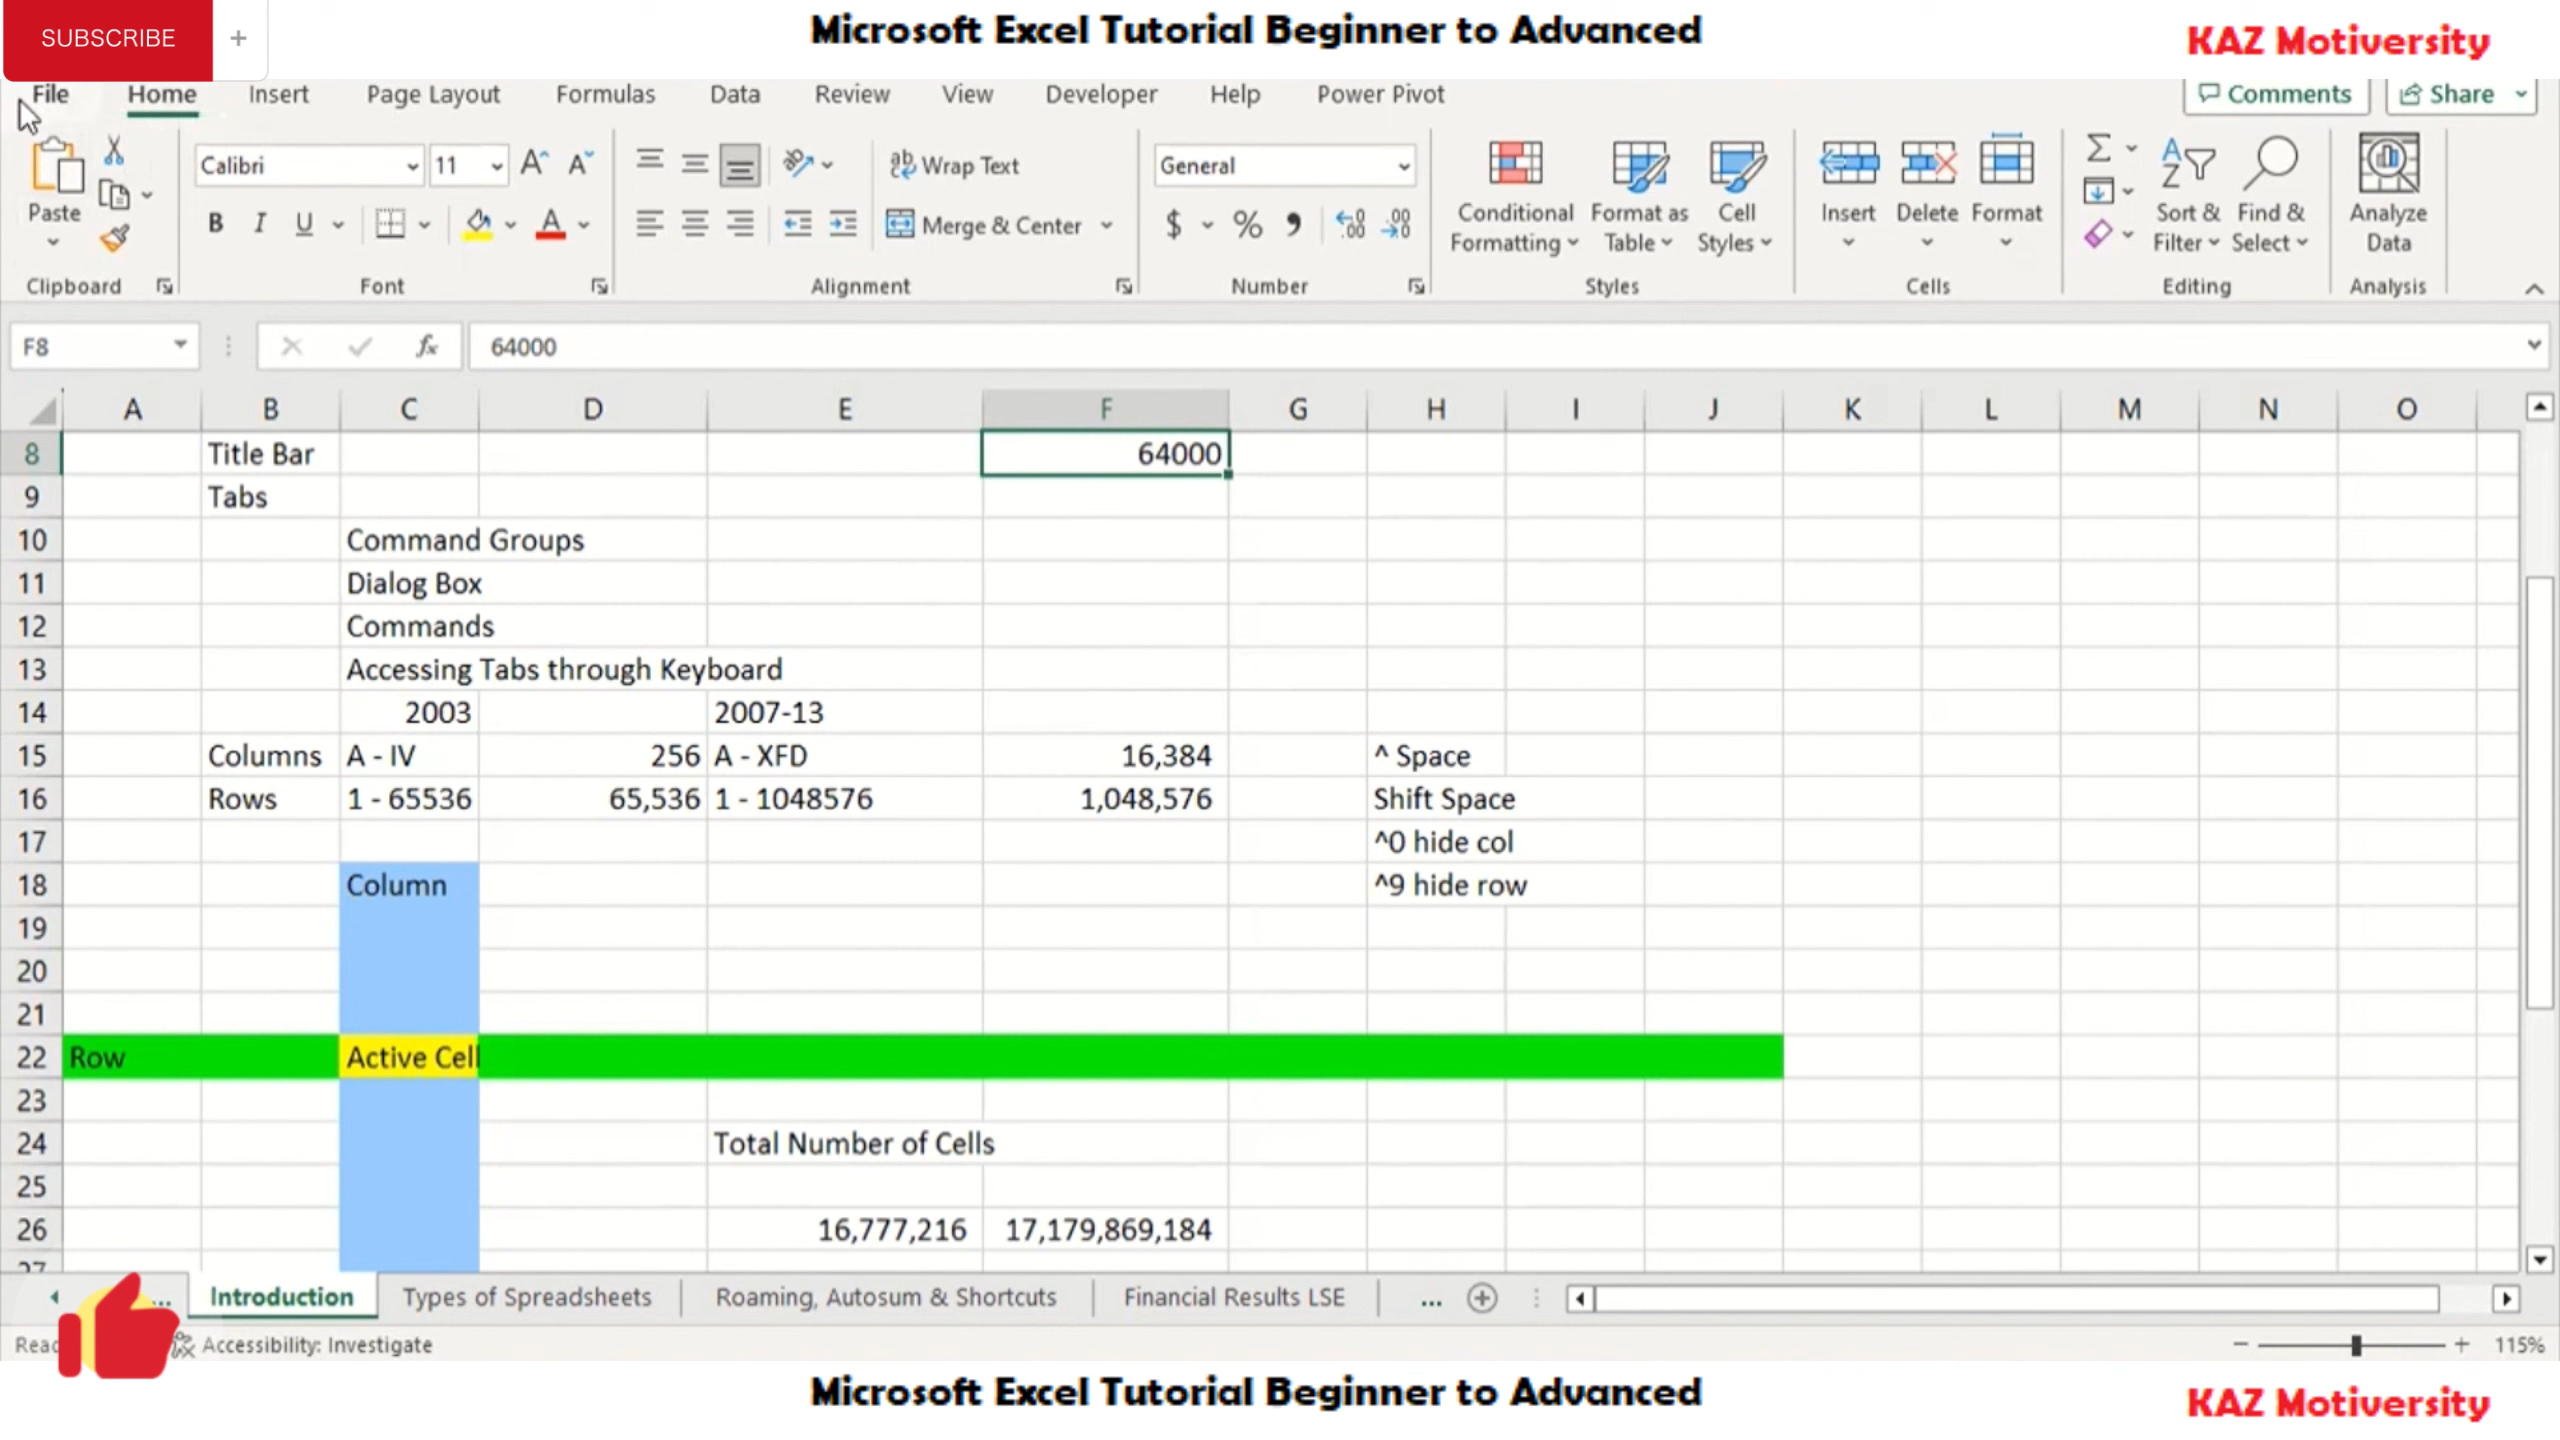 SUBSCRIBE +
Microsoft Excel Tutorial Beginner to Advanced
KAZ Motiversity
File Home Insert Page Layout Formulas Data Review View Developer Help Power Pivot Comments Share
Paste
Calibri 11
Wrap Text
General
B I U
Merge & Center
$ % ,
Conditional Formatting
Format as Table
Cell Styles
Insert Delete Format
Sort & Filter
Find & Select
Analyze Data
Clipboard Font Alignment Number Styles Cells Editing Analysis
F8 fx 64000
A B C D E F G H I J K L M N O
8 Title Bar 64000
9 Tabs
10 Command Groups
11 Dialog Box
12 Commands
13 Accessing Tabs through Keyboard
14 2003 2007-13
15 Columns A - IV 256 A - XFD 16,384 ^ Space
16 Rows 1 - 65536 65,536 1 - 1048576 1,048,576 Shift Space
17 ^0 hide col
18 Column ^9 hide row
19
20
21
22 Row Active Cell
23
24 Total Number of Cells
25
26 16,777,216 17,179,869,184
27
... Introduction Types of Spreadsheets Roaming, Autosum & Shortcuts Financial Results LSE ...
Accessibility: Investigate 115%
Microsoft Excel Tutorial Beginner to Advanced
KAZ Motiversity